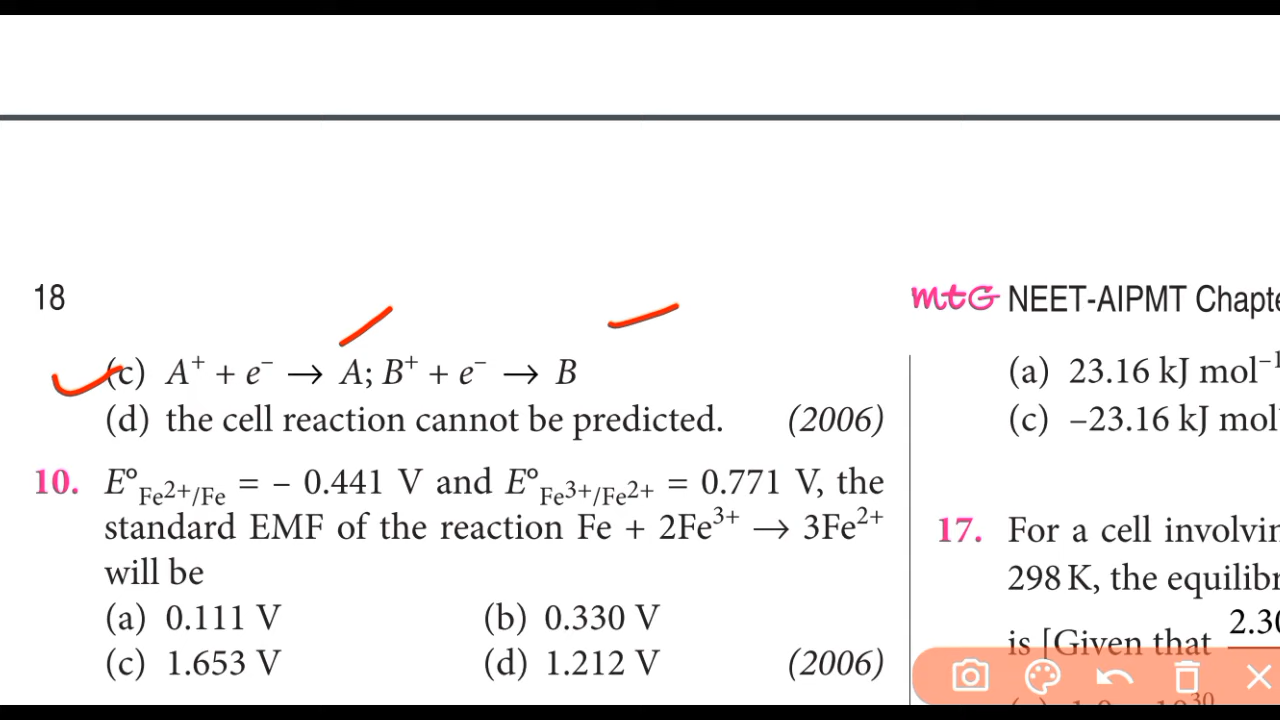 18
mtG NEET-AIPMT
(c) A⁺ + e⁻ → A; B⁺ + e⁻ → B
(d) the cell reaction cannot be predicted. (2006)
10. E°Fe²⁺/Fe = – 0.441 V and E°Fe³⁺/Fe²⁺ = 0.771 V, the
standard EMF of the reaction Fe + 2Fe³⁺ → 3Fe²⁺
will be
(a) 0.111 V (b) 0.330 V
(c) 1.653 V (d) 1.212 V (2006)
(a) 23.16 kJ mol⁻¹
(c) –23.16 kJ mol
17. For a cell
298 K, the
is [Given that 2.30